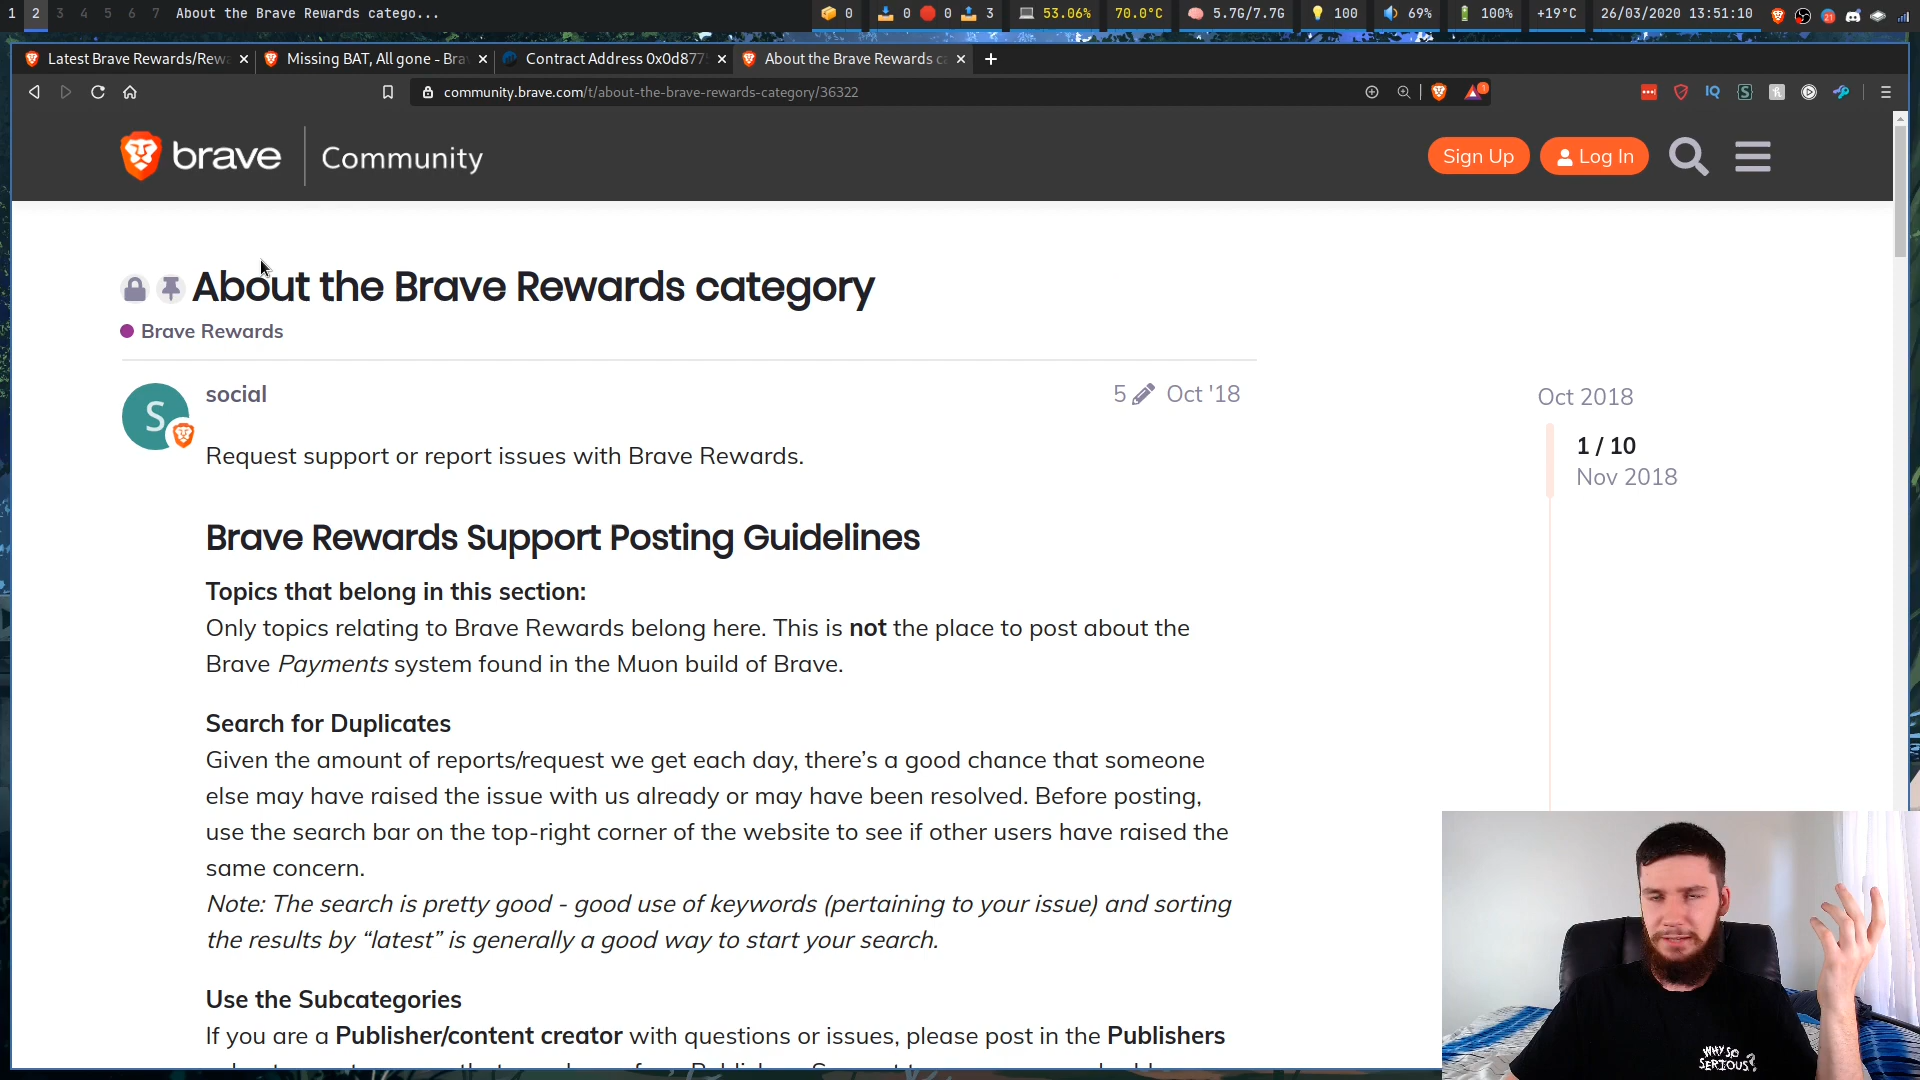 1 2 3 4 5 6 7 About the Brave Rewards catego... 0 0 0 3 53.06% 70.0°C 5.7G/7.7G 100 69% 100% +19°C 26/03/2020 13:51:10
Latest Brave Rewards/Rewa Missing BAT, All gone - Bra Contract Address 0x0d877 About the Brave Rewards ca
community.brave.com/t/about-the-brave-rewards-category/36322
brave Community Sign Up Log In
About the Brave Rewards category
Brave Rewards
S social 5 Oct '18
Oct 2018
1 / 10
Nov 2018
Request support or report issues with Brave Rewards.
Brave Rewards Support Posting Guidelines
Topics that belong in this section:
Only topics relating to Brave Rewards belong here. This is not the place to post about the
Brave Payments system found in the Muon build of Brave.
Search for Duplicates
Given the amount of reports/request we get each day, there’s a good chance that someone
else may have raised the issue with us already or may have been resolved. Before posting,
use the search bar on the top-right corner of the website to see if other users have raised the
same concern.
Note: The search is pretty good - good use of keywords (pertaining to your issue) and sorting
the results by “latest” is generally a good way to start your search.
Use the Subcategories
If you are a Publisher/content creator with questions or issues, please post in the Publishers
WHY SO
SERIOUS?